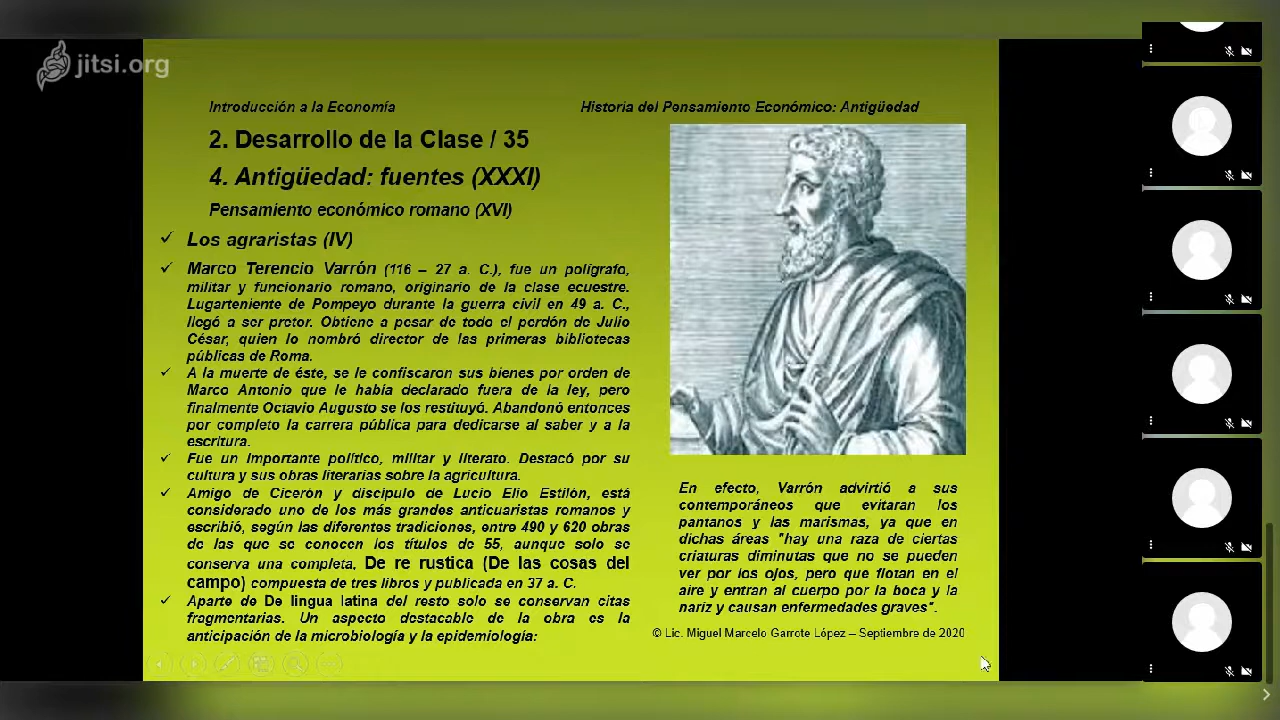 jitsi.org
Introducción a la Economía
Historia del Pensamiento Económico: Antigüedad
2. Desarrollo de la Clase / 35
4. Antigüedad: fuentes (XXXI)
Pensamiento económico romano (XVI)
✓ Los agraristas (IV)
✓ Marco Terencio Varrón (116 – 27 a. C.), fue un polígrafo,
militar y funcionario romano, originario de la clase ecuestre.
Lugarteniente de Pompeyo durante la guerra civil en 49 a. C.,
llegó a ser pretor. Obtiene a pesar de todo el perdón de Julio
César, quien lo nombró director de las primeras bibliotecas
públicas de Roma.
✓ A la muerte de éste, se le confiscaron sus bienes por orden de
Marco Antonio que le había declarado fuera de la ley, pero
finalmente Octavio Augusto se los restituyó. Abandonó entonces
por completo la carrera pública para dedicarse al saber y a la
escritura.
✓ Fue un importante político, militar y literato. Destacó por su
cultura y sus obras literarias sobre la agricultura.
✓ Amigo de Cicerón y discípulo de Lucio Elio Estilón, está
considerado uno de los más grandes anticuaristas romanos y
escribió, según las diferentes tradiciones, entre 490 y 620 obras
de las que se conocen los títulos de 55, aunque solo se
conserva una completa, De re rustica (De las cosas del
campo) compuesta de tres libros y publicada en 37 a. C.
✓ Aparte de De lingua latina del resto solo se conservan citas
fragmentarias. Un aspecto destacable de la obra es la
anticipación de la microbiología y la epidemiología:
En efecto, Varrón advirtió a sus
contemporáneos que evitaran los
pantanos y las marismas, ya que en
dichas áreas "hay una raza de ciertas
criaturas diminutas que no se pueden
ver por los ojos, pero que flotan en el
aire y entran al cuerpo por la boca y la
nariz y causan enfermedades graves".
© Lic. Miguel Marcelo Garrote López – Septiembre de 2020